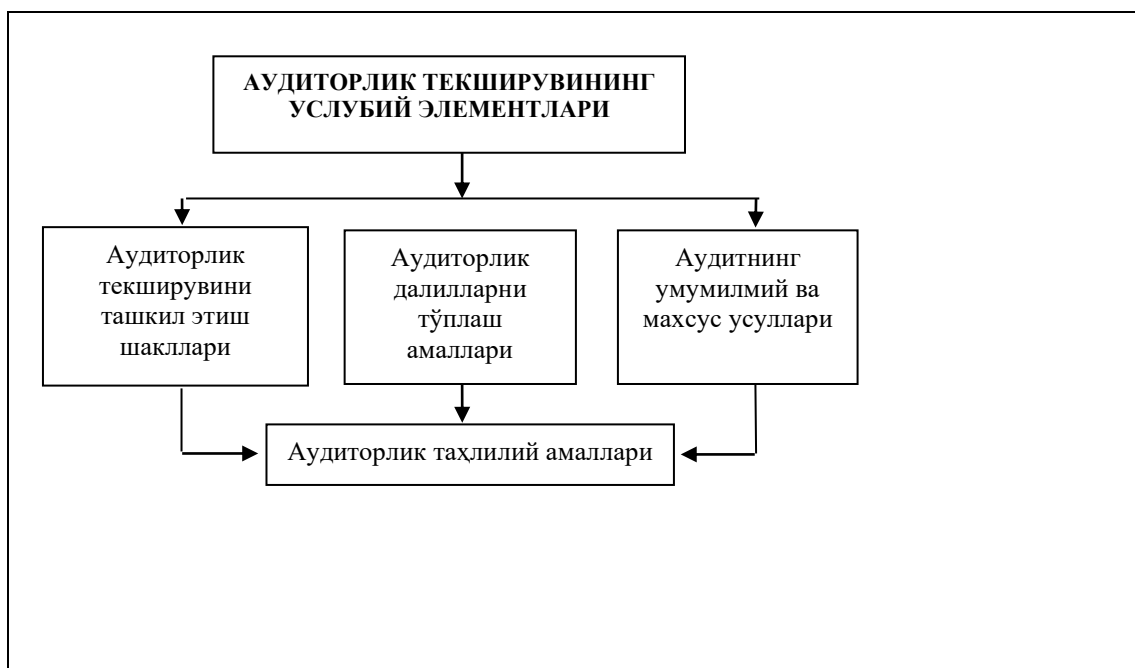 АУДИТОРЛИК ТЕКШИРУВИНИНГ
УСЛУБИЙ ЭЛЕМЕНТЛАРИ
Аудиторлик
текширувини
ташкил этиш
шакллари
Аудиторлик
далилларни
тўплаш
амаллари
Аудитнинг
умумилмий ва
махсус усуллари
Аудиторлик таҳлилий амаллари